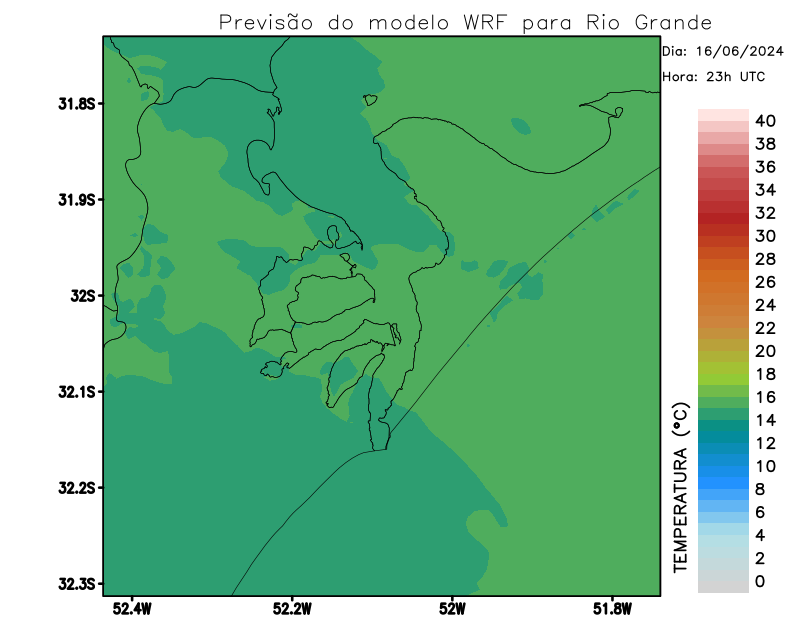 Previsão do modelo WRF para Rio Grande
Dia: 16/06/2024
Hora: 23h UTC
31.8S
31.9S
32S
32.1S
32.2S
32.3S
52.4W
52.2W
52W
51.8W
TEMPERATURA (°C)
40
38
36
34
32
30
28
26
24
22
20
18
16
14
12
10
8
6
4
2
0